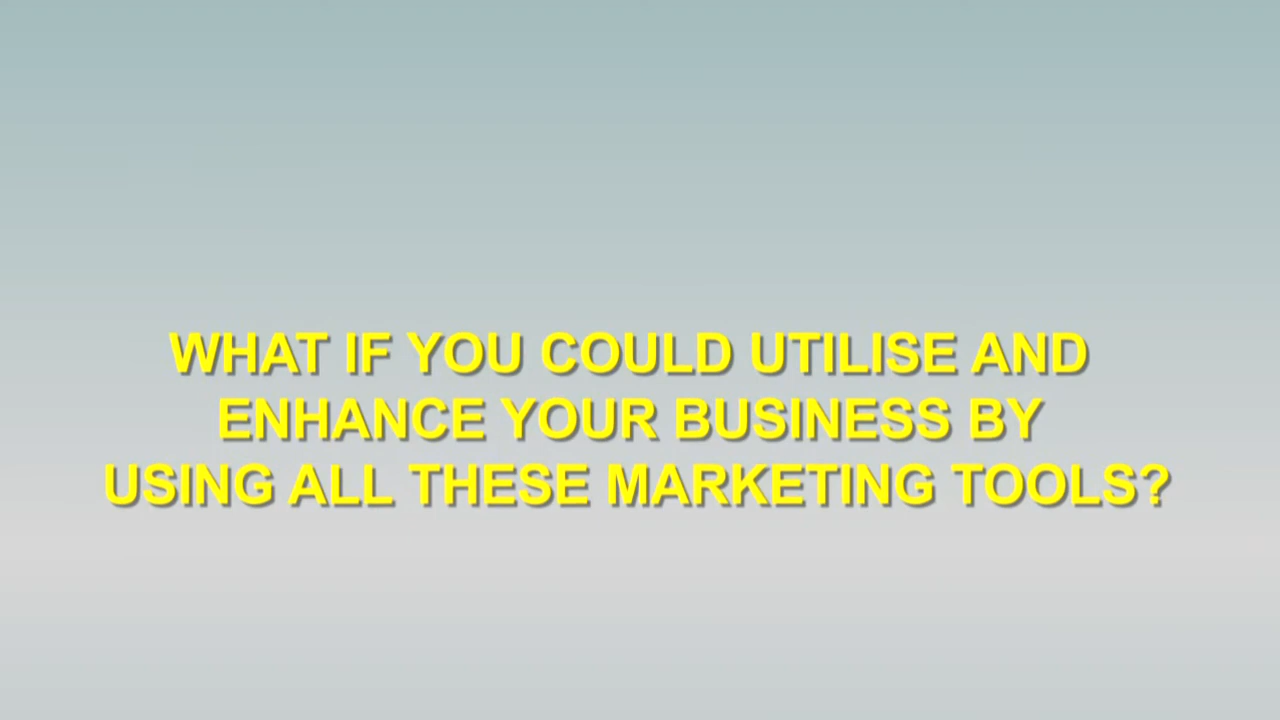 WHAT IF YOU COULD UTILISE AND
ENHANCE YOUR BUSINESS BY
USING ALL THESE MARKETING TOOLS?